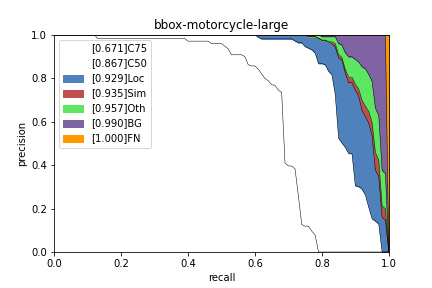 bbox-motorcycle-large
1.0
0.8
0.6
0.4
0.2
0.0
precision
[0.671]C75
[0.867]C50
[0.929]Loc
[0.935]Sim
[0.957]Oth
[0.990]BG
[1.000]FN
0.0 0.2 0.4 0.6 0.8 1.0
recall